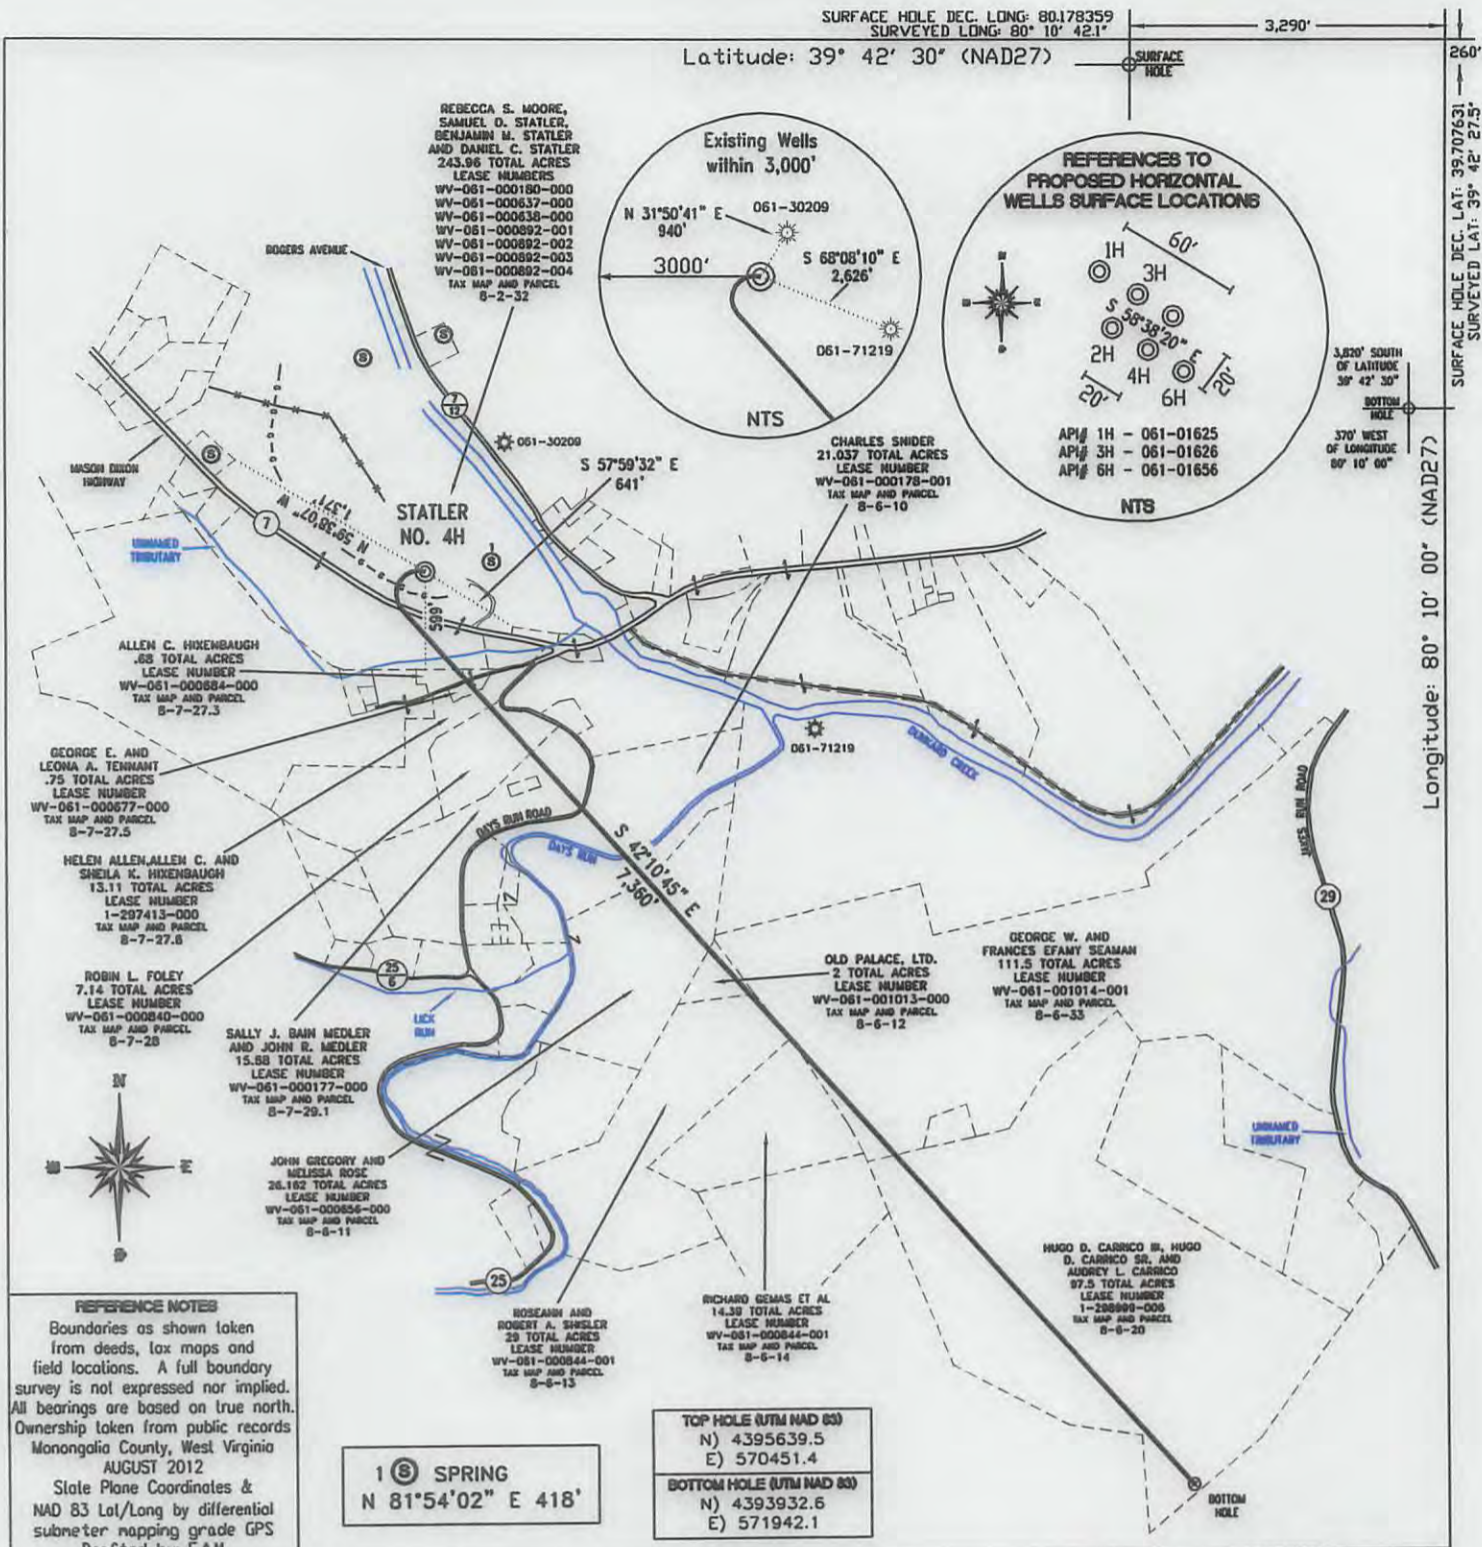 SURFACE HOLE DEC. LONG: 80.178359
SURVEYED LONG: 80° 10' 42.1"
3,290'
260'
Latitude: 39° 42' 30" (NAD27)
SURFACE
HOLE
SURFACE HOLE DEC. LAT: 39.707631
SURVEYED LAT: 39° 42' 27.5"
REBECCA S. MOORE,
SAMUEL D. STATLER,
BENJAMIN M. STATLER
AND DANIEL C. STATLER
243.96 TOTAL ACRES
LEASE NUMBERS
WV-061-000180-000
WV-061-000637-000
WV-061-000638-000
WV-061-000892-001
WV-061-000892-002
WV-061-000892-003
WV-061-000892-004
TAX MAP AND PARCEL
8-2-32
Existing Wells
within 3,000'
N 31°50'41" E
940'
061-30209
3000'
S 68°08'10" E
2,626'
061-71219
NTS
REFERENCES TO
PROPOSED HORIZONTAL
WELLS SURFACE LOCATIONS
1H
60'
3H
S 58°38'20" E
2H
4H
6H
20'
20'
API# 1H - 061-01625
API# 3H - 061-01626
API# 6H - 061-01656
NTS
3,820' SOUTH
OF LATITUDE
39° 42' 30"
BOTTOM
HOLE
370' WEST
OF LONGITUDE
80° 10' 00"
Longitude: 80° 10' 00" (NAD27)
ROGERS AVENUE
S
S
7
12
061-30209
S
MASON DIXON
HIGHWAY
7
N 59°38'07" W
1,371'
STATLER
NO. 4H
S 57°59'32" E
641'
1
S
599'
UNNAMED
TRIBUTARY
CHARLES SNIDER
21.037 TOTAL ACRES
LEASE NUMBER
WV-061-000178-001
TAX MAP AND PARCEL
8-6-10
ALLEN C. HIXENBAUGH
.68 TOTAL ACRES
LEASE NUMBER
WV-061-000684-000
TAX MAP AND PARCEL
8-7-27.3
GEORGE E. AND
LEONA A. TENNANT
.75 TOTAL ACRES
LEASE NUMBER
WV-061-000677-000
TAX MAP AND PARCEL
8-7-27.5
HELEN ALLEN,ALLEN C. AND
SHEILA K. HIXENBAUGH
13.11 TOTAL ACRES
LEASE NUMBER
1-297413-000
TAX MAP AND PARCEL
8-7-27.6
ROBIN L. FOLEY
7.14 TOTAL ACRES
LEASE NUMBER
WV-061-000840-000
TAX MAP AND PARCEL
8-7-28
061-71219
DUNKARD CREEK
DAYS RUN ROAD
DAYS RUN
S 42°10'45" E
7,360'
JAKES RUN ROAD
29
25
6
LICK
RUN
SALLY J. BAIN MEDLER
AND JOHN R. MEDLER
15.88 TOTAL ACRES
LEASE NUMBER
WV-061-000177-000
TAX MAP AND PARCEL
8-7-29.1
OLD PALACE, LTD.
2 TOTAL ACRES
LEASE NUMBER
WV-061-001013-000
TAX MAP AND PARCEL
8-6-12
GEORGE W. AND
FRANCES EFAMY SEAMAN
111.5 TOTAL ACRES
LEASE NUMBER
WV-061-001014-001
TAX MAP AND PARCEL
8-6-33
UNNAMED
TRIBUTARY
N
E
JOHN GREGORY AND
MELISSA ROSE
26.162 TOTAL ACRES
LEASE NUMBER
WV-061-000656-000
TAX MAP AND PARCEL
8-6-11
25
ROSEANN AND
ROBERT A. SHISLER
29 TOTAL ACRES
LEASE NUMBER
WV-061-000844-001
TAX MAP AND PARCEL
8-6-13
RICHARD GEMAS ET AL
14.39 TOTAL ACRES
LEASE NUMBER
WV-061-000844-001
TAX MAP AND PARCEL
8-6-14
HUGO D. CARRICO III, HUGO
D. CARRICO SR. AND
AUDREY L. CARRICO
97.5 TOTAL ACRES
LEASE NUMBER
1-298999-006
TAX MAP AND PARCEL
8-6-20
BOTTOM
HOLE
REFERENCE NOTES
Boundaries as shown taken
from deeds, tax maps and
field locations. A full boundary
survey is not expressed nor implied.
All bearings are based on true north.
Ownership taken from public records
Monongalia County, West Virginia
AUGUST 2012
State Plane Coordinates &
NAD 83 Lat/Long by differential
submeter mapping grade GPS
1 S SPRING
N 81°54'02" E 418'
TOP HOLE (UTM NAD 83)
N) 4395639.5
E) 570451.4
BOTTOM HOLE (UTM NAD 83)
N) 4393932.6
E) 571942.1